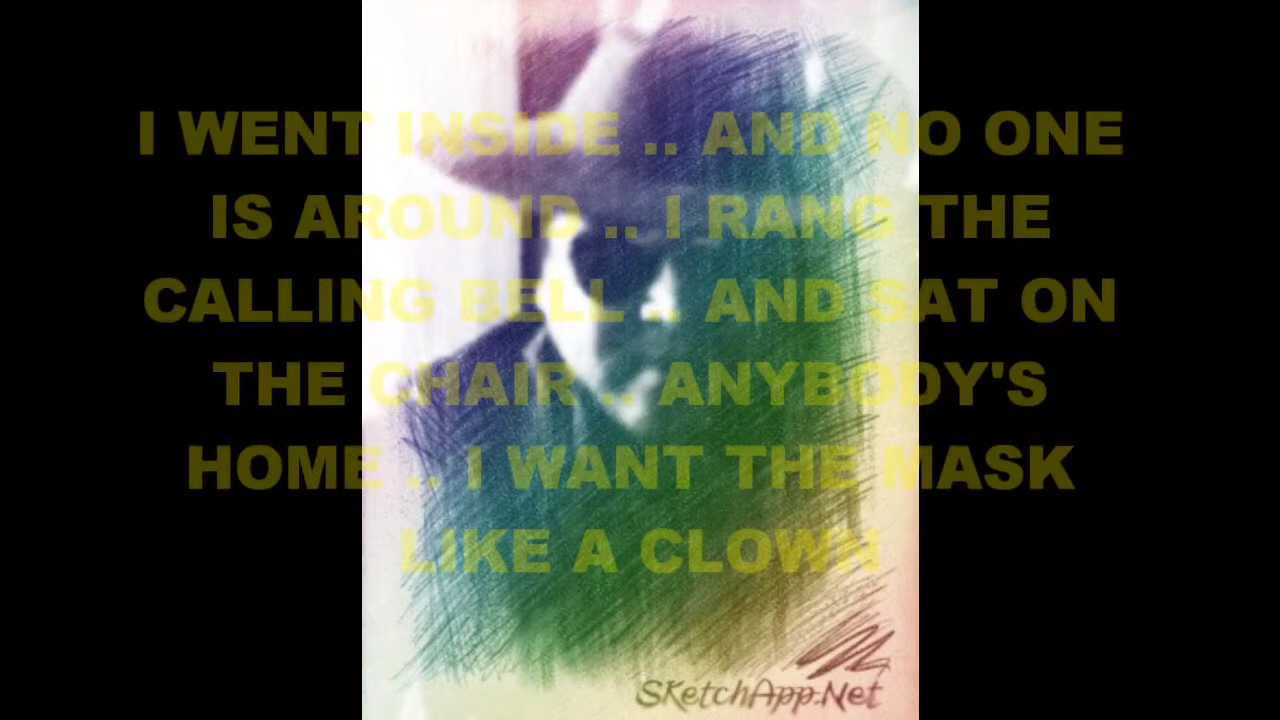 I WENT INSIDE .. AND NO ONE
IS AROUND .. I RANG THE
CALLING BELL .. AND SAT ON
THE CHAIR .. ANYBODY'S
HOME .. I WANT THE MASK
LIKE A CLOWN
SketchApp.Net